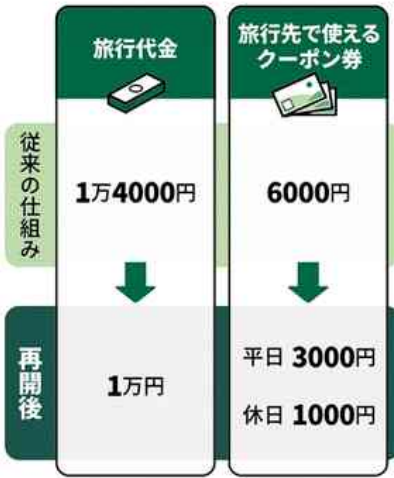 旅行代金
旅行先で使える
クーポン券
従来の仕組み
1万4000円
6000円
再開後
1万円
平日 3000円
休日 1000円